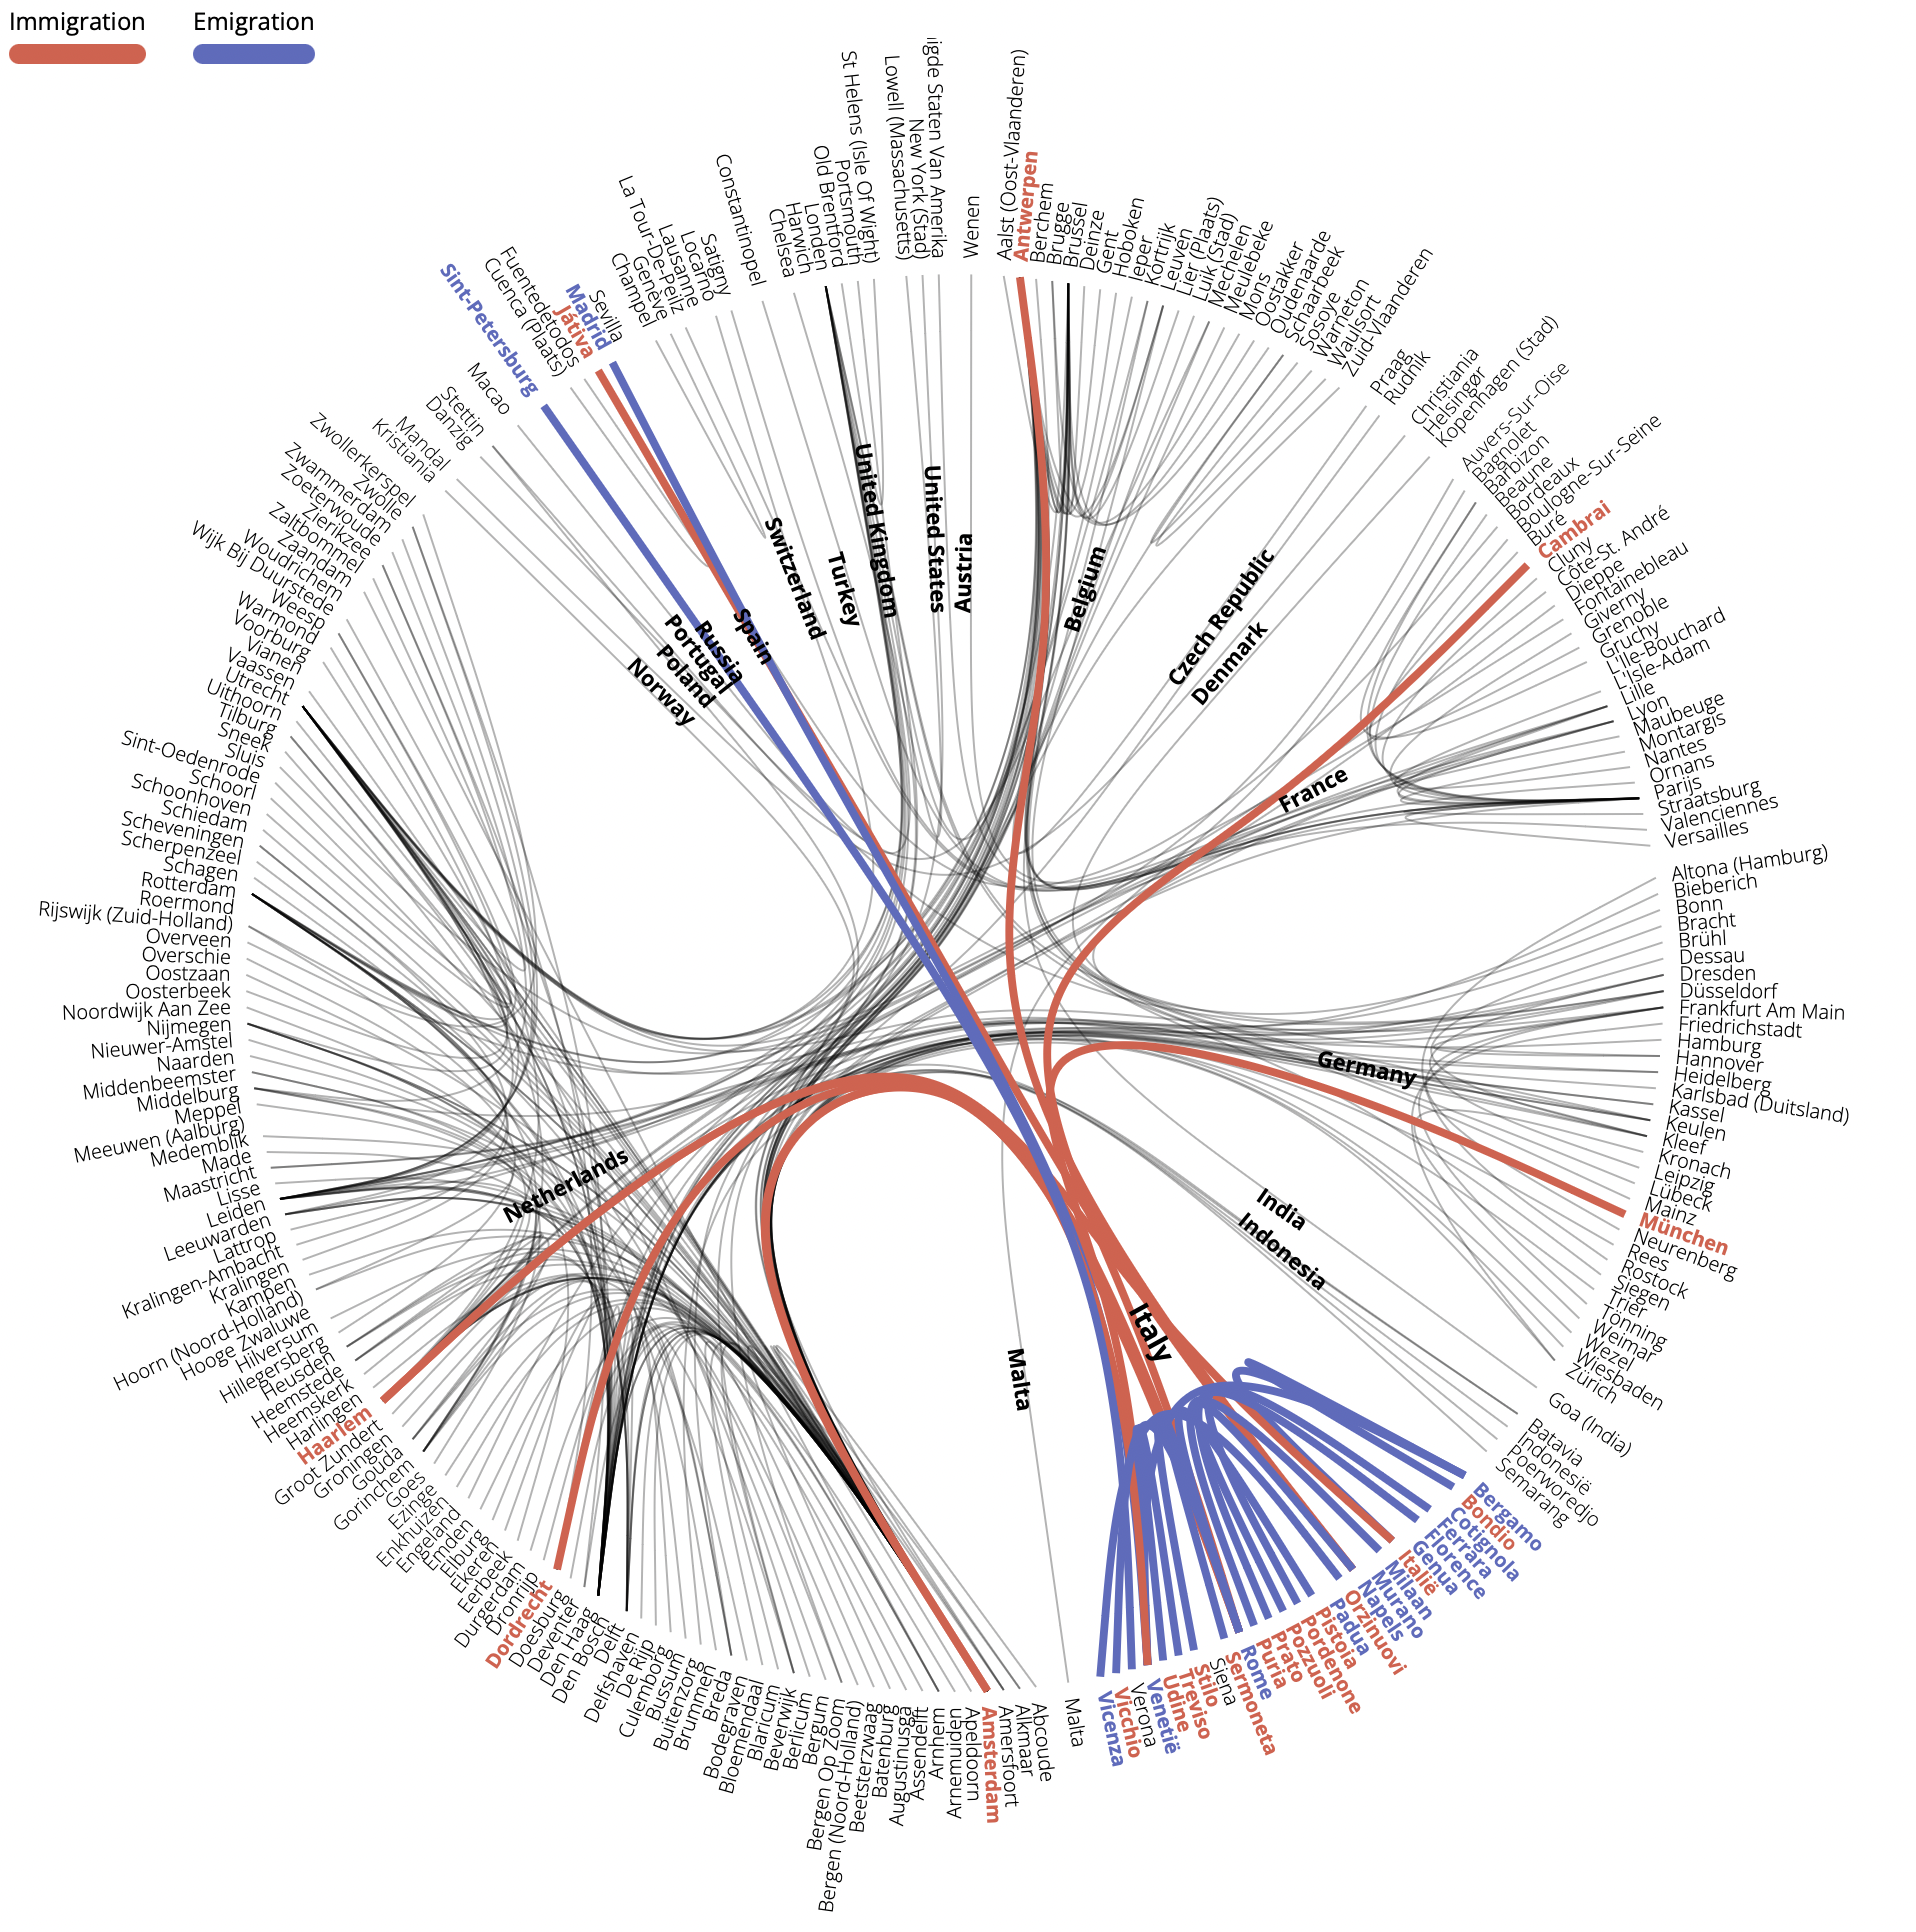 Immigration
Emigration
Aalst (Oost-Vlaanderen)
Antwerpen
Berchem
Brugge
Brussel
Deinze
Gent
Hoboken
Ieper
Kortrijk
Leuven
Lier (Plaats)
Luik (Stad)
Mechelen
Meulebeke
Mons
Oostakker
Oudenaarde
Schaarbeek
Sosoye
Warneton
Waulsort
Zuid-Vlaanderen
Praag
Rudnik
Christiania
Helsingør
Kopenhagen (Stad)
Auvers-Sur-Oise
Bagnolet
Barbizon
Beaune
Bordeaux
Boulogne-Sur-Seine
Buré
Cambrai
Cluny
Côte-St. André
Dieppe
Fontainebleau
Giverny
Grenoble
Gruchy
L'Ile-Bouchard
L'Isle-Adam
Lille
Lyon
Maubeuge
Montargis
Nantes
Ornans
Parijs
Straatsburg
Valenciennes
Versailles
Altona (Hamburg)
Bieberich
Bonn
Bracht
Brühl
Dessau
Dresden
Düsseldorf
Frankfurt Am Main
Friedrichstadt
Hamburg
Hannover
Heidelberg
Karlsbad (Duitsland)
Kassel
Keulen
Kleef
Kronach
Leipzig
Lübeck
Mainz
München
Neurenberg
Rees
Rostock
Siegen
Trier
Tönning
Weimar
Wezel
Wiesbaden
Zürich
Goa (India)
Batavia
Indonesië
Poerworedjo
Semarang
Bergamo
Bondio
Cotignola
Ferrara
Florence
Genua
Italië
Milaan
Murano
Napels
Orzinuovi
Padua
Pistoia
Pordenone
Pozzuoli
Prato
Puria
Rome
Sermoneta
Siena
Stilo
Treviso
Udine
Venetië
Verona
Vicchio
Vicenza
Malta
Abcoude
Alkmaar
Amersfoort
Amsterdam
Apeldoorn
Arnemuiden
Arnhem
Assendelft
Augustinusga
Batenburg
Beetsterzwaag
Bergen (Noord-Holland)
Bergen Op Zoom
Bergum
Berlicum
Beverwijk
Blaricum
Bloemendaal
Bodegraven
Breda
Brummen
Buitenzorg
Bussum
Culemborg
De Rijp
Delfshaven
Delft
Den Bosch
Den Haag
Deventer
Doesburg
Dordrecht
Dronrijp
Durgerdam
Eerbeek
Ekeren
Elburg
Emden
Engeland
Enkhuizen
Ezinge
Goes
Gorinchem
Gouda
Groningen
Groot Zundert
Haarlem
Harlingen
Heemskerk
Heemstede
Heusden
Hillegersberg
Hilversum
Hooge Zwaluwe
Hoorn (Noord-Holland)
Kampen
Kralingen
Kralingen-Ambacht
Lattrop
Leeuwarden
Leiden
Lisse
Maastricht
Made
Medemblik
Meeuwen (Aalburg)
Meppel
Middelburg
Middenbeemster
Naarden
Nieuwer-Amstel
Nijmegen
Noordwijk Aan Zee
Oosterbeek
Oostzaan
Overschie
Overveen
Rijswijk (Zuid-Holland)
Roermond
Rotterdam
Schagen
Scherpenzeel
Scheveningen
Schiedam
Schoonhoven
Schoorl
Sint-Oedenrode
Sluis
Sneek
Tilburg
Uithoorn
Utrecht
Vaassen
Vianen
Voorburg
Warmond
Weesp
Wijk Bij Duurstede
Woudrichem
Zaandam
Zaltbommel
Zierikzee
Zoeterwoude
Zwammerdam
Zwolle
Zwollerkerspel
Kristiania
Mandal
Danzig
Stettin
Macao
Sint-Petersburg
Cuenca (Plaats)
Fuentedetodos
Játiva
Madrid
Sevilla
Champel
Genève
La Tour-De-Peilz
Lausanne
Locarno
Satigny
Constantinopel
Chelsea
Harwich
Londen
Old Brentford
Portsmouth
St Helens (Isle Of Wight)
Lowell (Massachusetts)
New York (Stad)
igde Staten Van Amerika
Wenen
Belgium
Czech Republic
Denmark
France
Germany
India
Indonesia
Italy
Malta
Netherlands
Norway
Poland
Portugal
Russia
Spain
Switzerland
Turkey
United Kingdom
United States
Austria